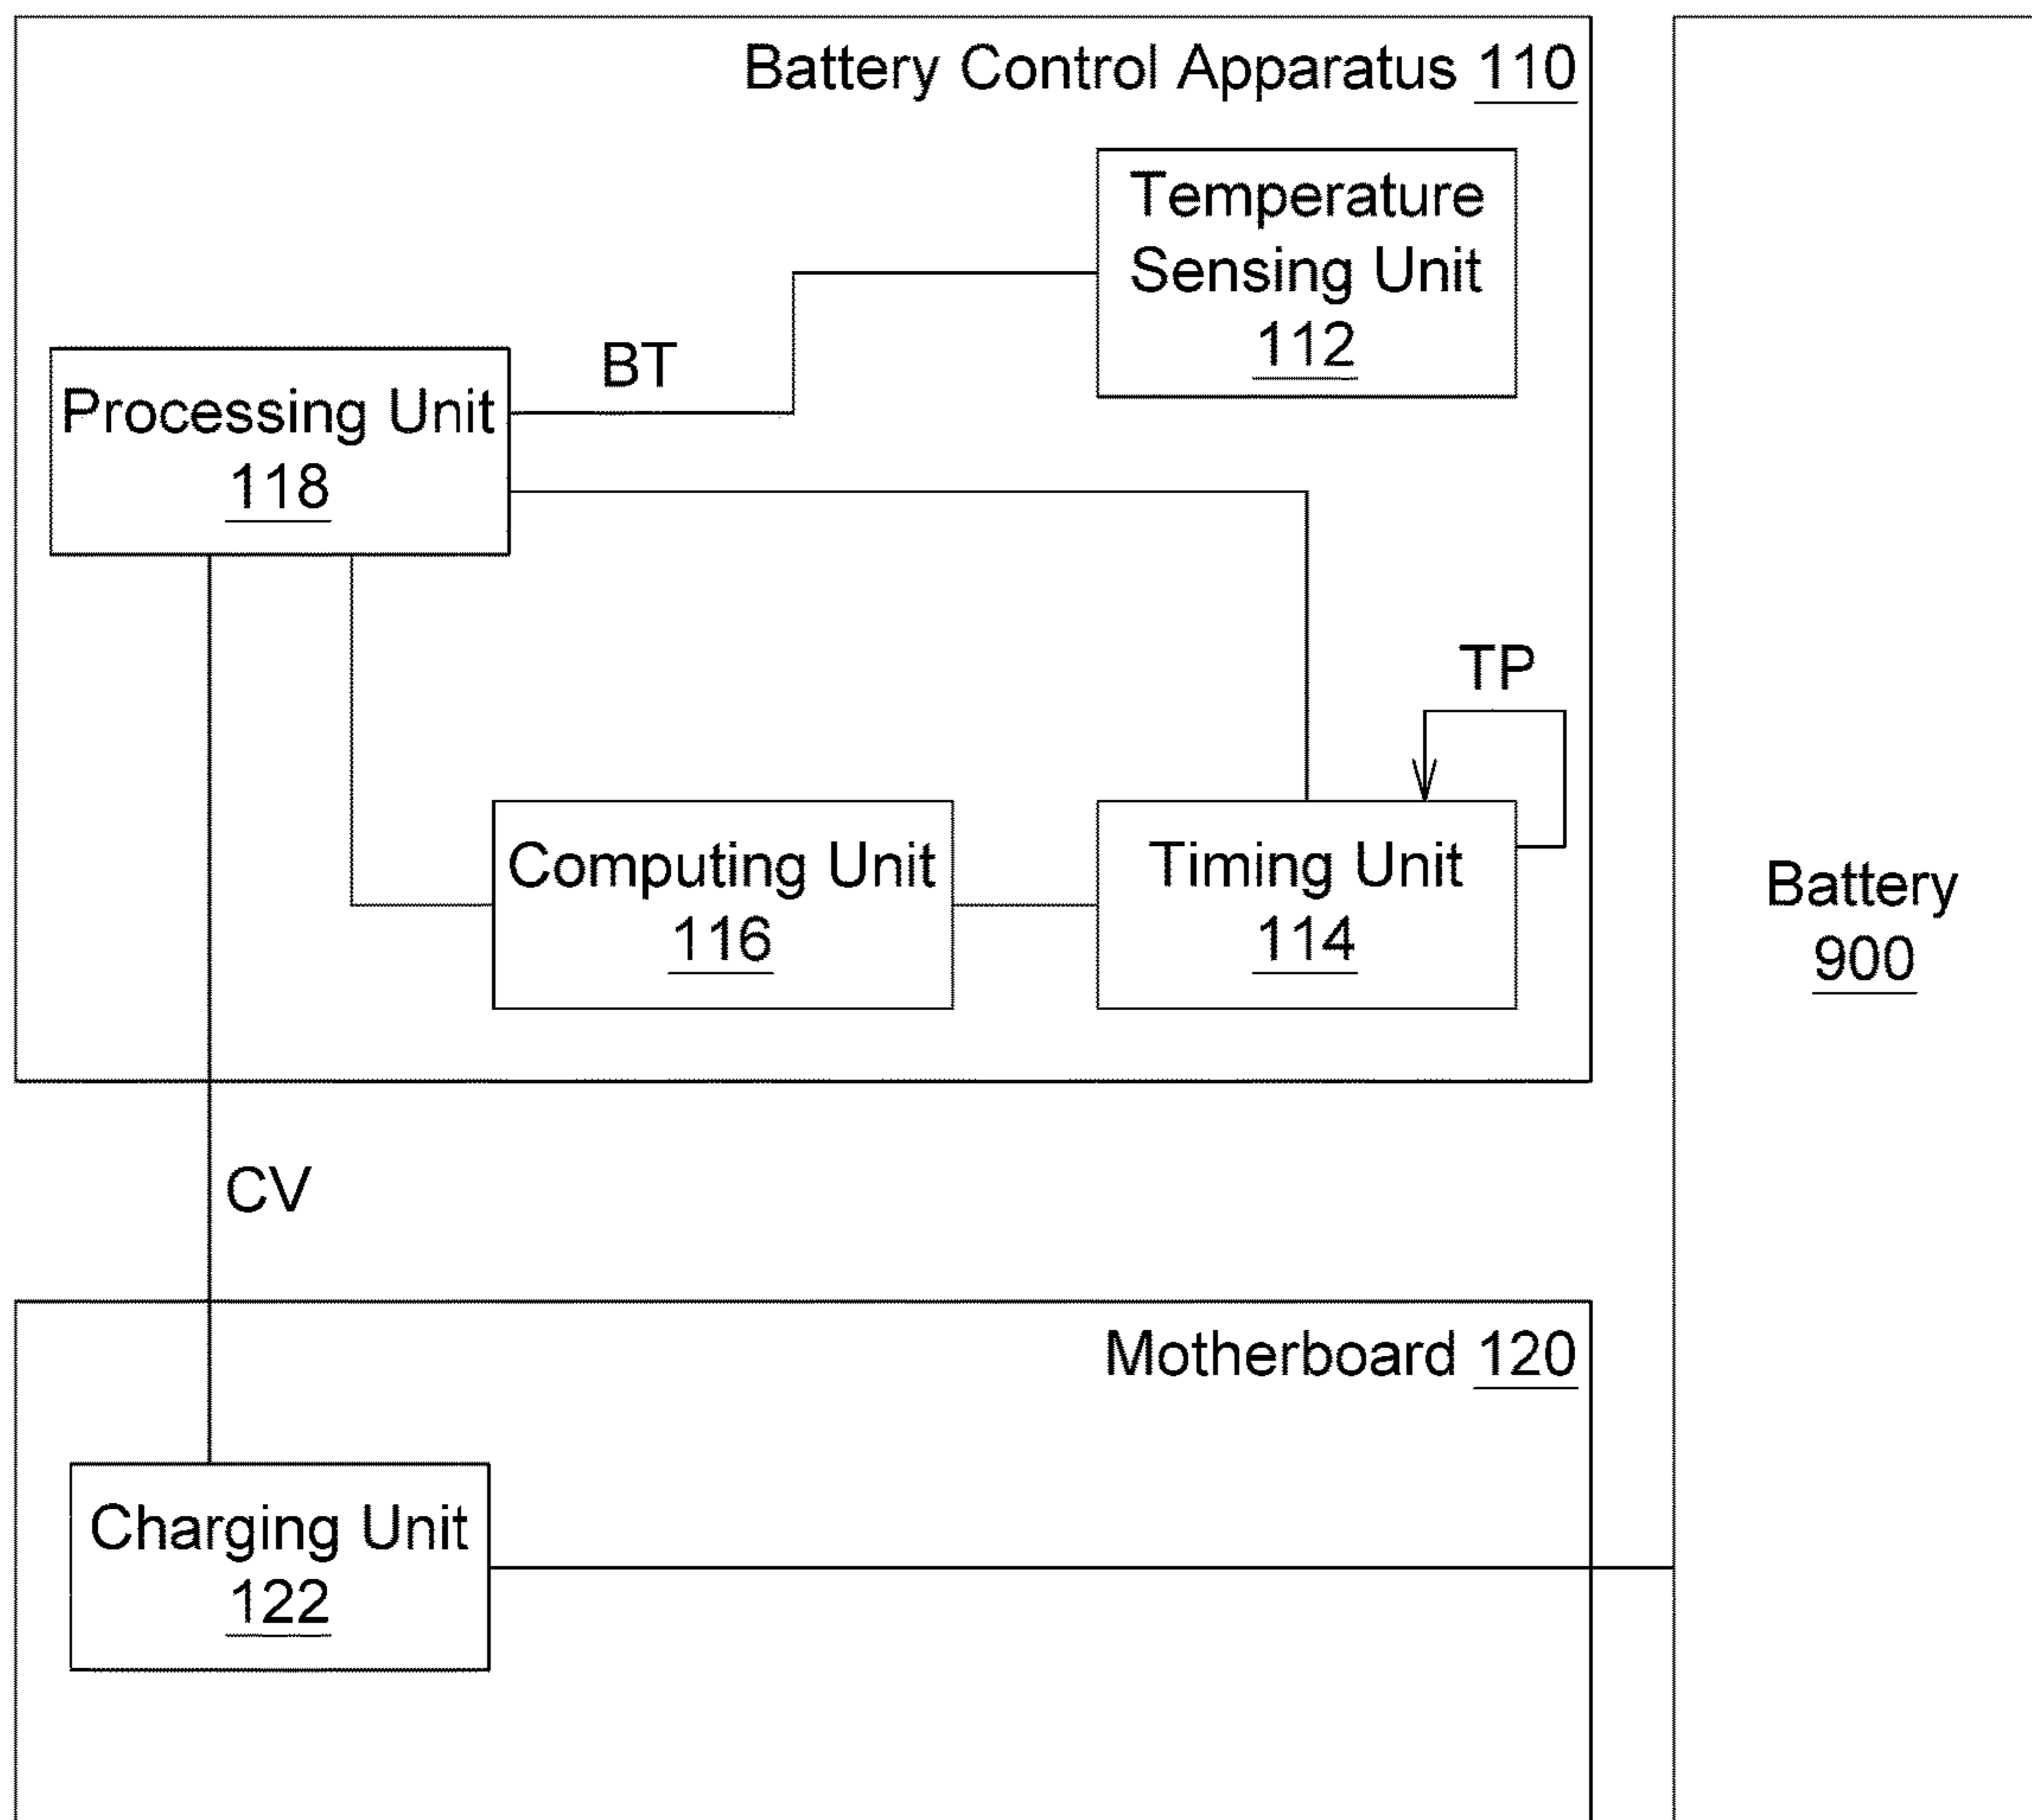 Battery Control Apparatus 110
Temperature
Sensing Unit
112
BT
Processing Unit
118
TP
Computing Unit
116
Timing Unit
114
Battery
900
CV
Motherboard 120
Charging Unit
122